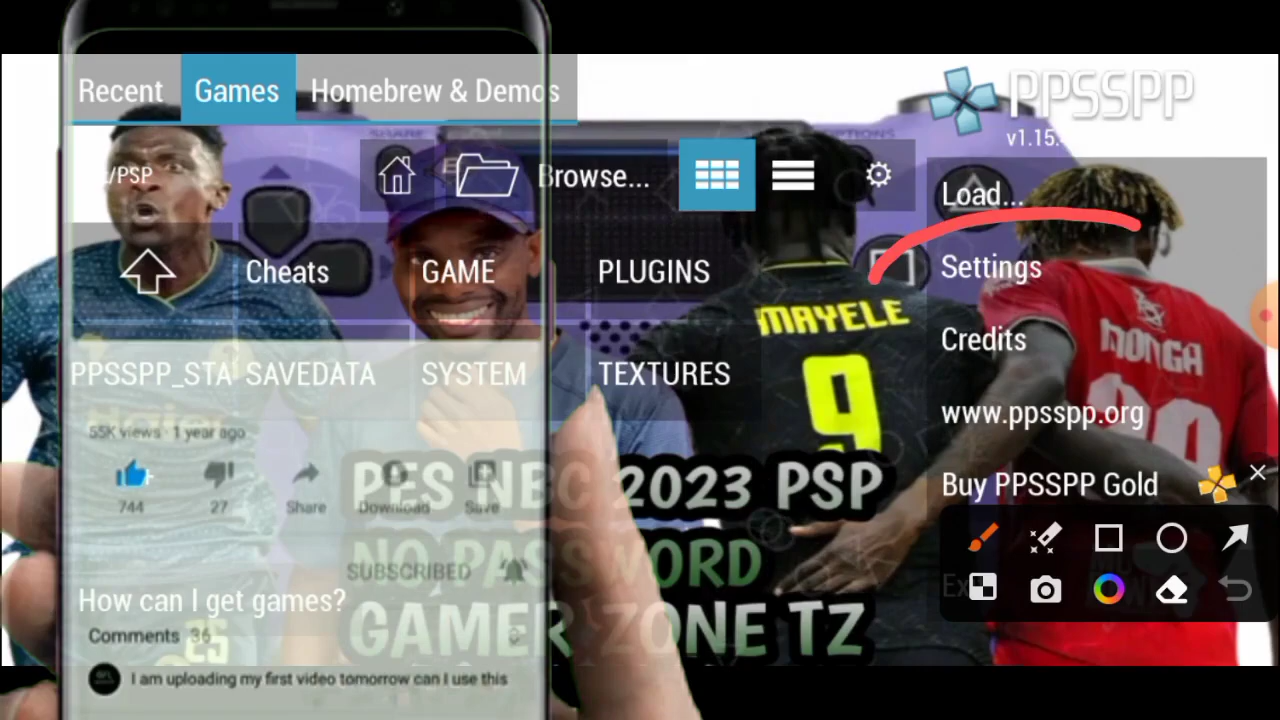 Recent Games Homebrew & Demos
PPSSPP
v1.15.
/PSP
Browse...
Load...
Cheats GAME PLUGINS
Settings
MAYELE
9
MONGA
Credits
PPSSPP_STA SAVEDATA SYSTEM TEXTURES
www.ppsspp.org
55K views · 1 year ago
744 27 Share Download Save
Buy PPSSPP Gold
PES NBC 2023 PSP
NO PASSWORD
SUBSCRIBED
How can I get games?
GAMER ZONE TZ
Comments 36
25
I am uploading my first video tomorrow can I use this